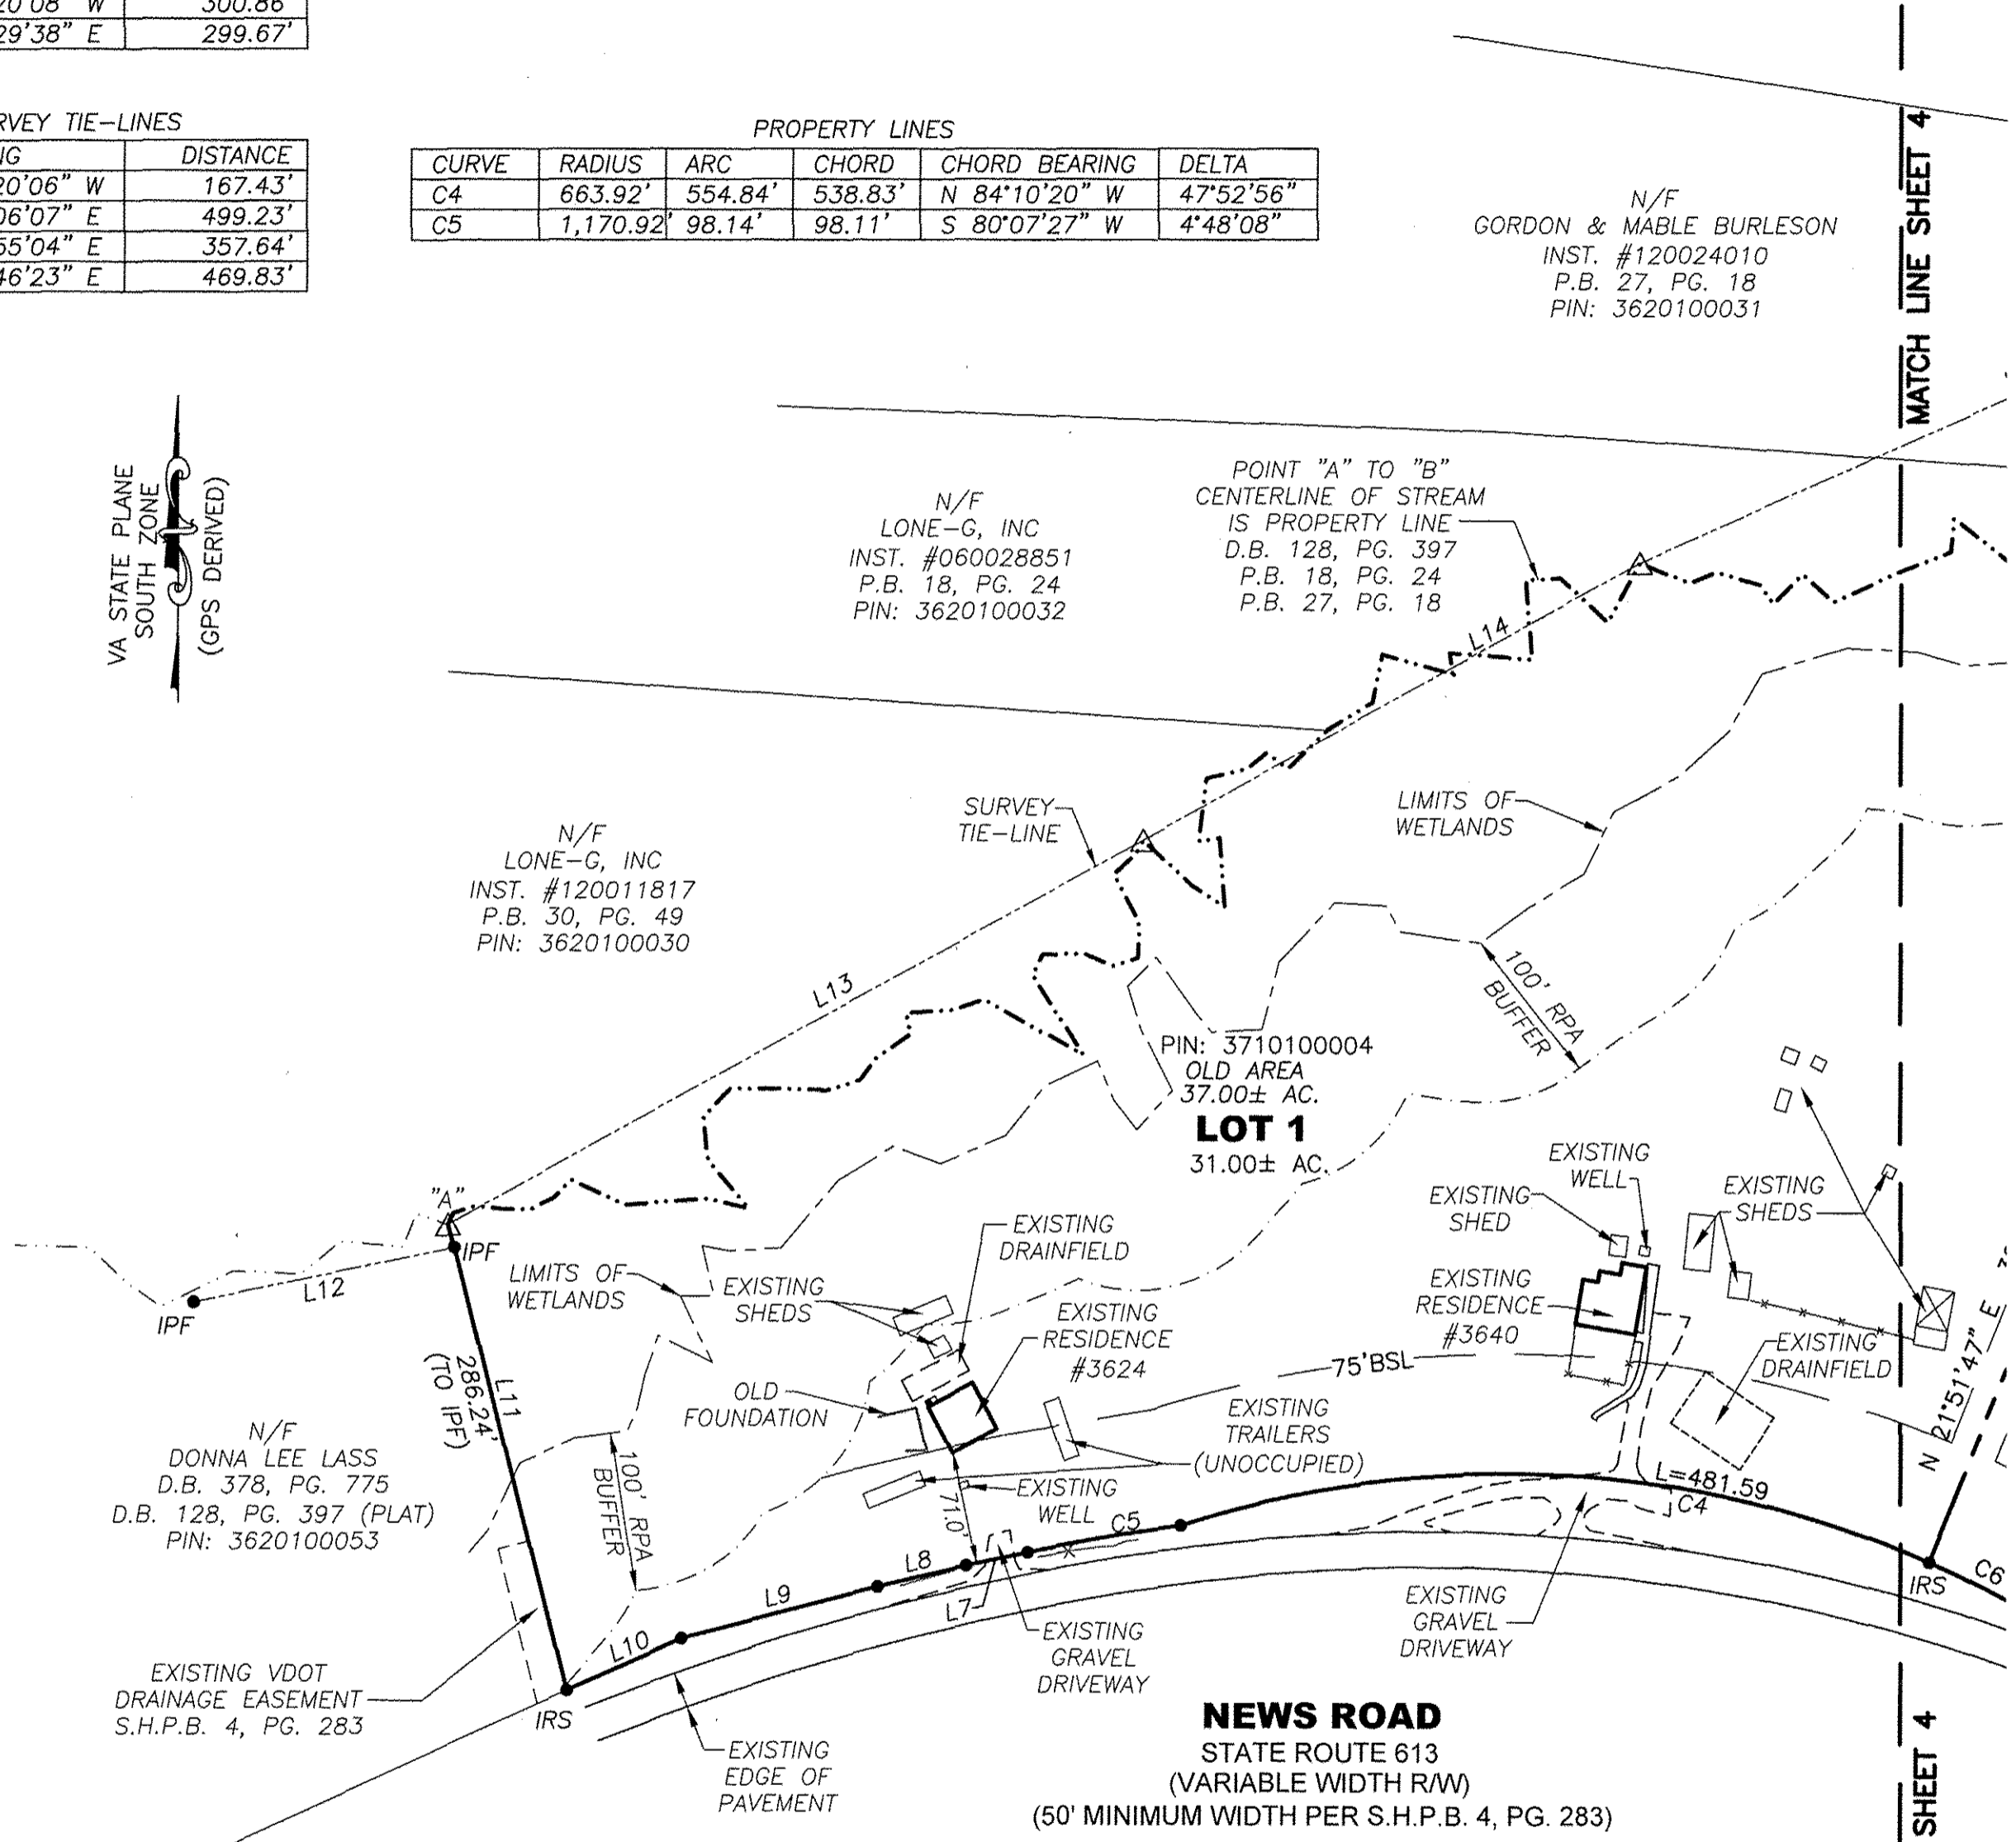 20'08" W 300.86'
29'38" E 299.67'
RVEY TIE-LINES
NG DISTANCE
20'06" W 167.43'
06'07" E 499.23'
55'04" E 357.64'
46'23" E 469.83'
PROPERTY LINES
CURVE RADIUS ARC CHORD CHORD BEARING DELTA
C4 663.92' 554.84' 538.83' N 84°10'20" W 47°52'56"
C5 1,170.92' 98.14' 98.11' S 80°07'27" W 4°48'08"
N/F
GORDON & MABLE BURLESON
INST. #120024010
P.B. 27, PG. 18
PIN: 3620100031
MATCH LINE SHEET 4
VA STATE PLANE
SOUTH ZONE
(GPS DERIVED)
N/F
LONE-G, INC
INST. #060028851
P.B. 18, PG. 24
PIN: 3620100032
POINT "A" TO "B"
CENTERLINE OF STREAM
IS PROPERTY LINE
D.B. 128, PG. 397
P.B. 18, PG. 24
P.B. 27, PG. 18
L14
SURVEY
TIE-LINE
LIMITS OF
WETLANDS
N/F
LONE-G, INC
INST. #120011817
P.B. 30, PG. 49
PIN: 3620100030
L13
100' RPA
BUFFER
PIN: 3710100004
OLD AREA
37.00± AC.
LOT 1
31.00± AC.
"A"
IPF
L12
IPF
LIMITS OF
WETLANDS
EXISTING
SHEDS
EXISTING
DRAINFIELD
EXISTING
RESIDENCE
#3624
EXISTING
WELL
EXISTING
SHED
EXISTING
SHEDS
EXISTING
RESIDENCE
#3640
EXISTING
DRAINFIELD
N 21°51'47" E
75'BSL
L11
286.24'
(TO IPF)
OLD
FOUNDATION
EXISTING
TRAILERS
(UNOCCUPIED)
N/F
DONNA LEE LASS
D.B. 378, PG. 775
D.B. 128, PG. 397 (PLAT)
PIN: 3620100053
100' RPA
BUFFER
71.0'
EXISTING
WELL
L=481.59
C4
C5
L8
L9
L7
L10
C6
IRS
EXISTING
GRAVEL
DRIVEWAY
EXISTING
GRAVEL
DRIVEWAY
EXISTING VDOT
DRAINAGE EASEMENT
S.H.P.B. 4, PG. 283
IRS
EXISTING
EDGE OF
PAVEMENT
NEWS ROAD
STATE ROUTE 613
(VARIABLE WIDTH R/W)
(50' MINIMUM WIDTH PER S.H.P.B. 4, PG. 283)
SHEET 4